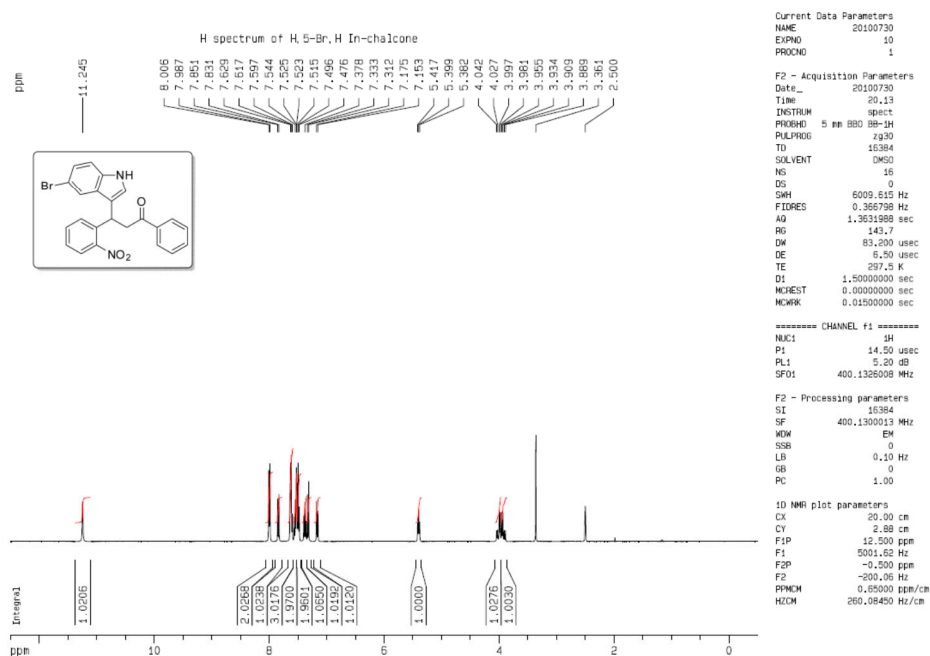 H spectrum of H, 5-Br, H In-chalcone
ppm
11.245
8.006
7.987
7.851
7.831
7.629
7.617
7.597
7.544
7.525
7.523
7.515
7.496
7.476
7.378
7.333
7.312
7.175
7.153
5.417
5.399
5.382
4.042
4.027
3.997
3.981
3.955
3.934
3.909
3.889
3.361
2.500
Br
NH
O
NO2
Integral
1.0206
2.0268
1.0238
3.0176
1.9700
1.9601
1.0650
1.0192
1.0120
1.0000
1.0276
1.0030
ppm 10 8 6 4 2 0
Current Data Parameters
NAME 20100730
EXPNO 10
PROCNO 1
F2 - Acquisition Parameters
Date_ 20100730
Time 20.13
INSTRUM spect
PROBHD 5 mm BBO BB-1H
PULPROG zg30
TD 16384
SOLVENT DMSO
NS 16
DS 0
SWH 6009.615 Hz
FIDRES 0.366798 Hz
AQ 1.3631988 sec
RG 143.7
DW 83.200 usec
DE 6.50 usec
TE 297.5 K
D1 1.50000000 sec
MCREST 0.00000000 sec
MCWRK 0.01500000 sec
======== CHANNEL f1 ========
NUC1 1H
P1 14.50 usec
PL1 5.20 dB
SFO1 400.1326008 MHz
F2 - Processing parameters
SI 16384
SF 400.1300013 MHz
WDW EM
SSB 0
LB 0.10 Hz
GB 0
PC 1.00
1D NMR plot parameters
CX 20.00 cm
CY 2.88 cm
F1P 12.500 ppm
F1 5001.62 Hz
F2P -0.500 ppm
F2 -200.06 Hz
PPMCM 0.65000 ppm/cm
HZCM 260.08450 Hz/cm